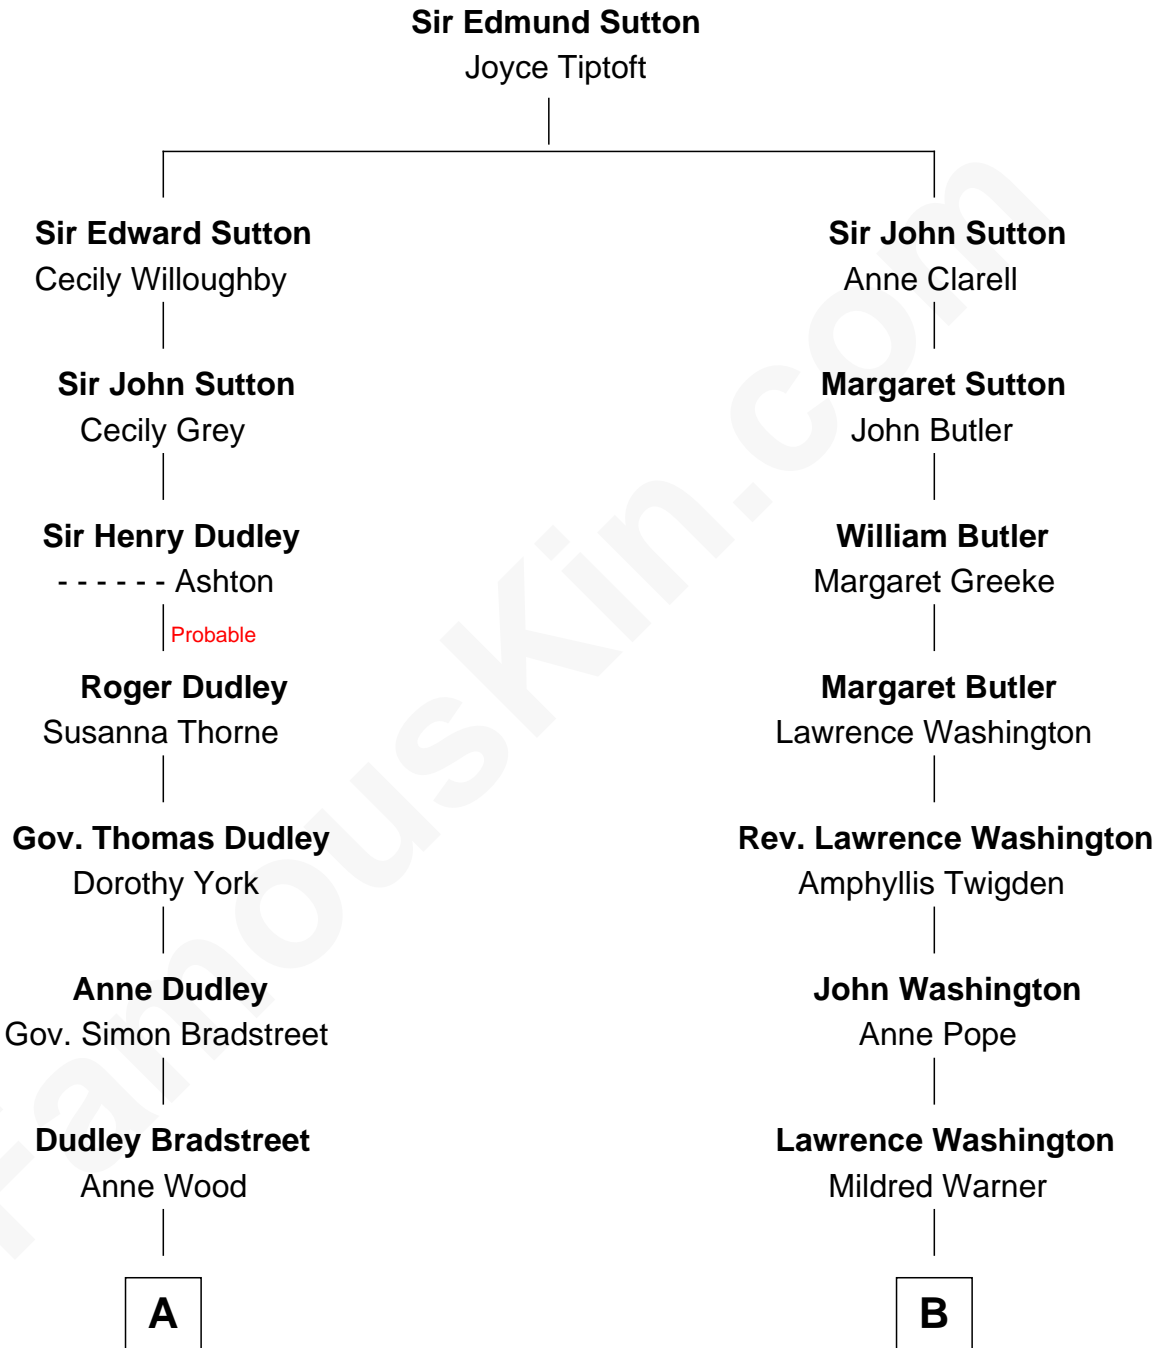 Sir Edmund Sutton
Joyce Tiptoft
Sir Edward Sutton
Cecily Willoughby
Sir John Sutton
Anne Clarell
Sir John Sutton
Cecily Grey
Margaret Sutton
John Butler
Sir Henry Dudley
- - - - - - Ashton
William Butler
Margaret Greeke
Probable
Roger Dudley
Susanna Thorne
Margaret Butler
Lawrence Washington
Gov. Thomas Dudley
Dorothy York
Rev. Lawrence Washington
Amphyllis Twigden
Anne Dudley
Gov. Simon Bradstreet
John Washington
Anne Pope
Dudley Bradstreet
Anne Wood
Lawrence Washington
Mildred Warner
A
B
FamousKin.com